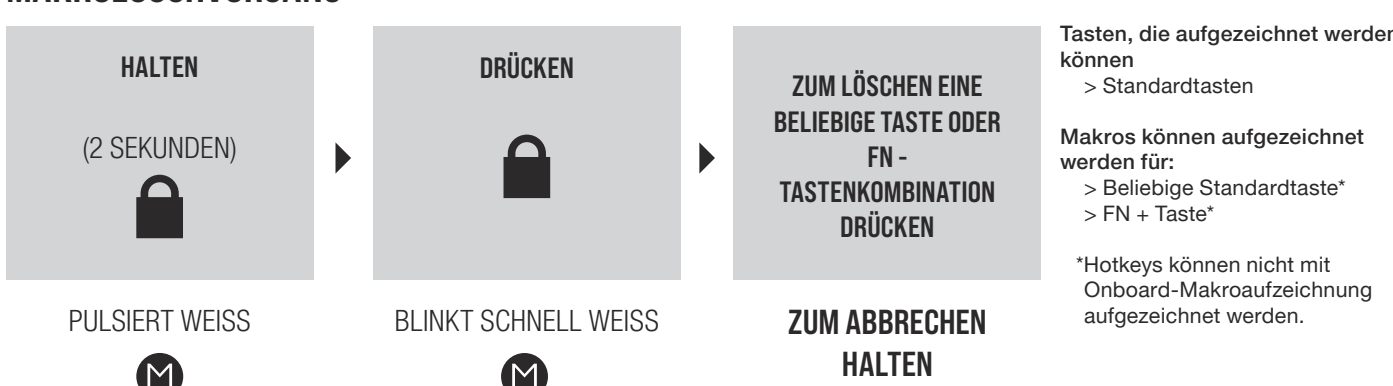 HALTEN
(2 SEKUNDEN)
PULSIERT WEISS
M
DRÜCKEN
BLINKT SCHNELL WEISS
M
ZUM LÖSCHEN EINE
BELIEBIGE TASTE ODER
FN -
TASTENKOMBINATION
DRÜCKEN
ZUM ABBRECHEN
HALTEN
Tasten, die aufgezeichnet werden
können
> Standardtasten
Makros können aufgezeichnet
werden für:
> Beliebige Standardtaste*
> FN + Taste*
*Hotkeys können nicht mit
Onboard-Makroaufzeichnung
aufgezeichnet werden.